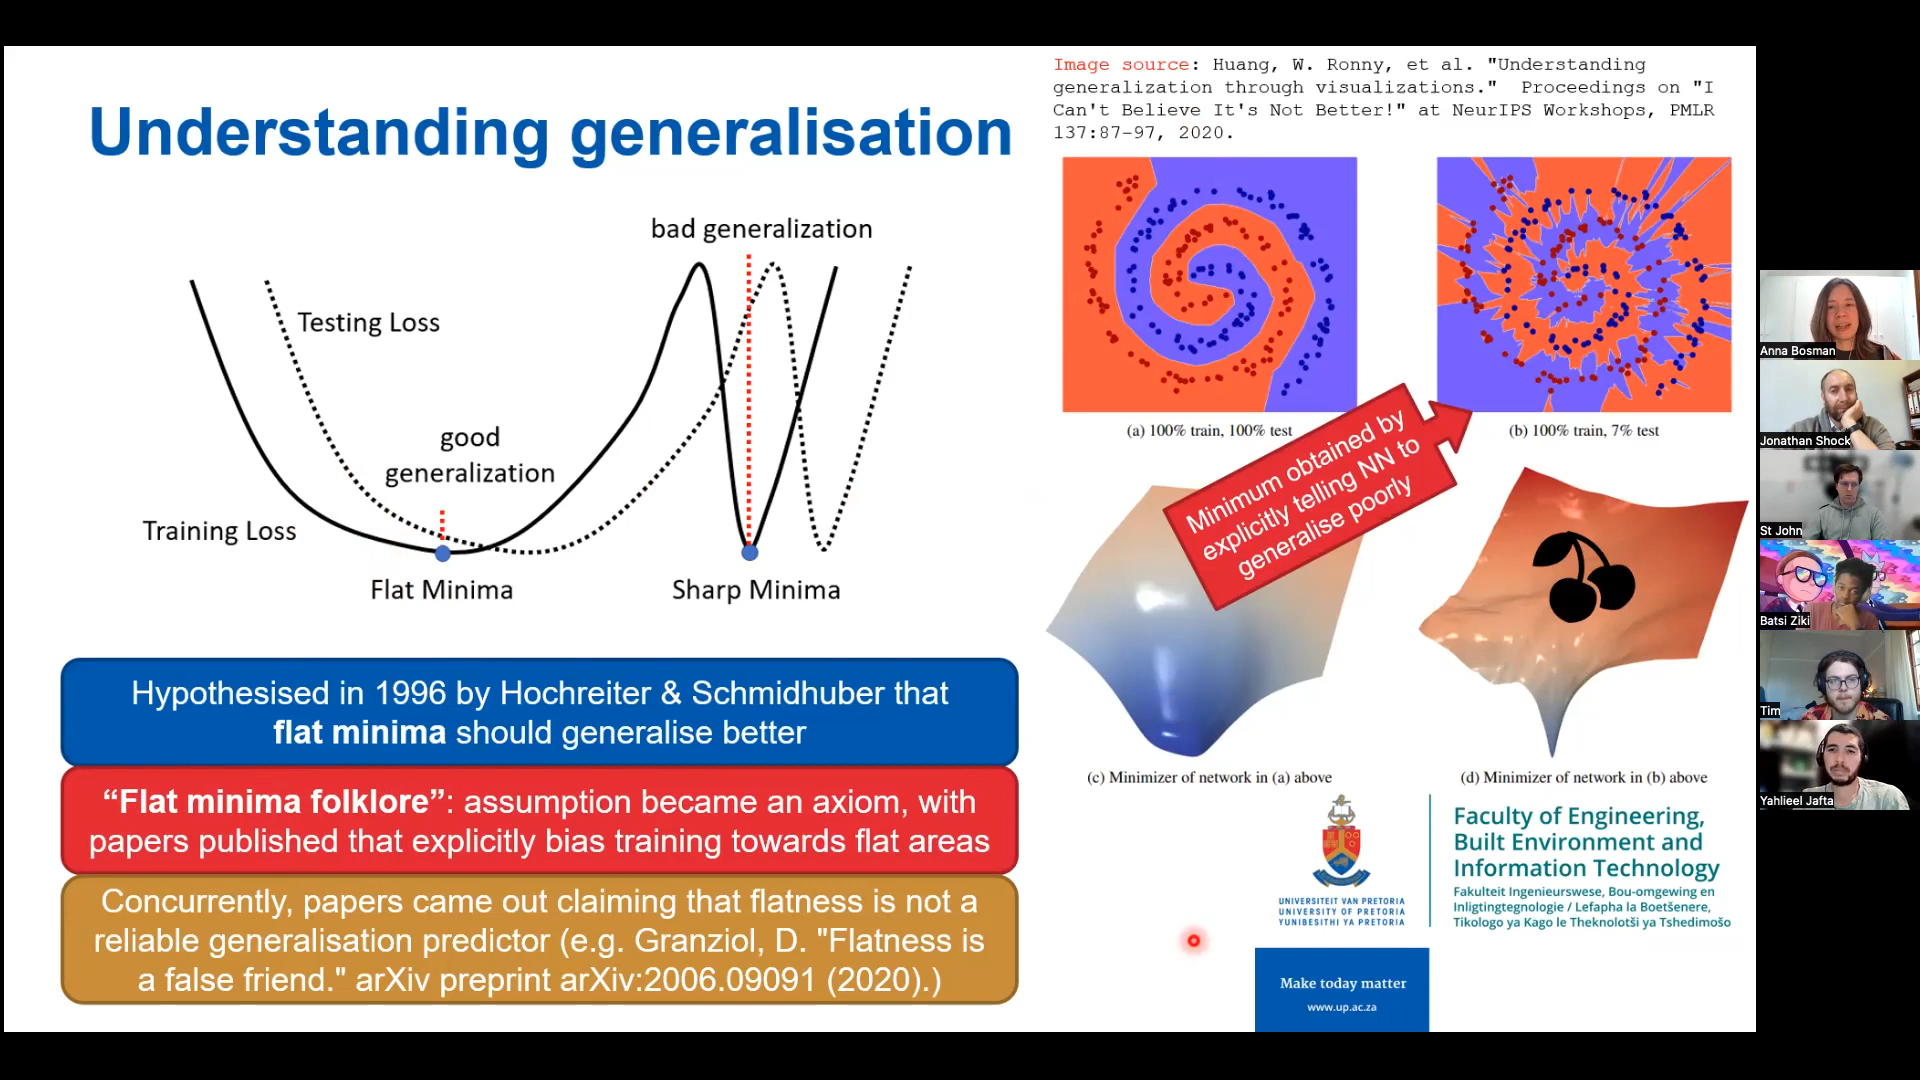 Understanding generalisation
Image source: Huang, W. Ronny, et al. "Understanding
generalization through visualizations."  Proceedings on "I
Can't Believe It's Not Better!" at NeurIPS Workshops, PMLR
137:87–97, 2020.
bad generalization
Testing Loss
good
generalization
Training Loss
Flat Minima
Sharp Minima
(a) 100% train, 100% test
(b) 100% train, 7% test
Minimum obtained by
explicitly telling NN to
generalise poorly
(c) Minimizer of network in (a) above
(d) Minimizer of network in (b) above
Hypothesised in 1996 by Hochreiter & Schmidhuber that
flat minima should generalise better
“Flat minima folklore”: assumption became an axiom, with
papers published that explicitly bias training towards flat areas
Concurrently, papers came out claiming that flatness is not a
reliable generalisation predictor (e.g. Granziol, D. "Flatness is
a false friend." arXiv preprint arXiv:2006.09091 (2020).)
UNIVERSITEIT VAN PRETORIA
UNIVERSITY OF PRETORIA
YUNIBESITHI YA PRETORIA
Faculty of Engineering,
Built Environment and
Information Technology
Fakulteit Ingenieurswese, Bou-omgewing en
Inligtingtegnologie / Lefapha la Boetšenere,
Tikologo ya Kago le Theknolotši ya Tshedimošo
Make today matter
www.up.ac.za
Anna Bosman
Jonathan Shock
St John
Batsi Ziki
Tim
Yahlieel Jafta